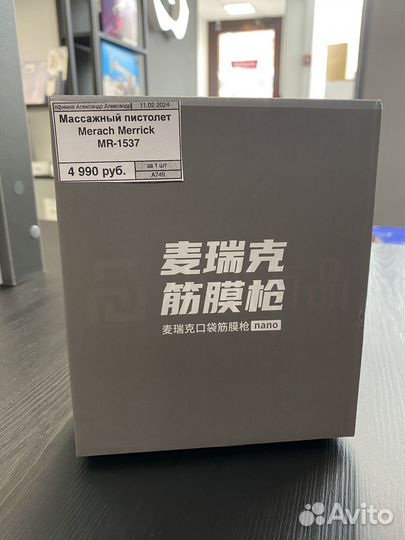 Ефимов Александр Александр 11.02.2024
Массажный пистолет
Merach Merrick
MR-1537
4 990 руб.
за 1 шт
A749
麦瑞克
筋膜枪
麦瑞克口袋筋膜枪 nano
Avito